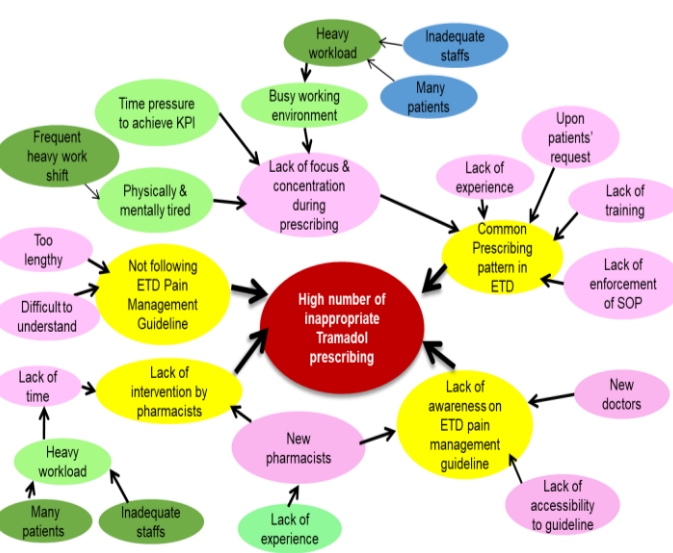 Heavy
workload
Inadequate
staffs
Many
patients
Busy working
environment
Time pressure
to achieve KPI
Frequent
heavy work
shift
Physically &
mentally tired
Lack of focus &
concentration
during
prescribing
Upon
patients'
request
Lack of
experience
Lack of
training
Common
Prescribing
pattern in
ETD
Lack of
enforcement
of SOP
Too
lengthy
Difficult to
understand
Not following
ETD Pain
Management
Guideline
High number of
inappropriate
Tramadol
prescribing
Lack of
time
Lack of
intervention by
pharmacists
Heavy
workload
Many
patients
Inadequate
staffs
New
pharmacists
Lack of
experience
Lack of
awareness on
ETD pain
management
guideline
New
doctors
Lack of
accessibility
to guideline